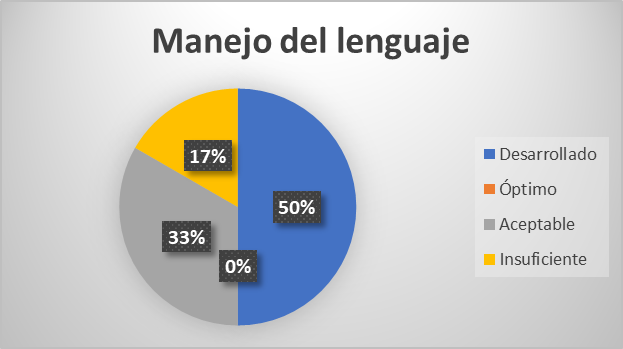 Manejo del lenguaje
17%
50%
33%
0%
Desarrollado
Óptimo
Aceptable
Insuficiente